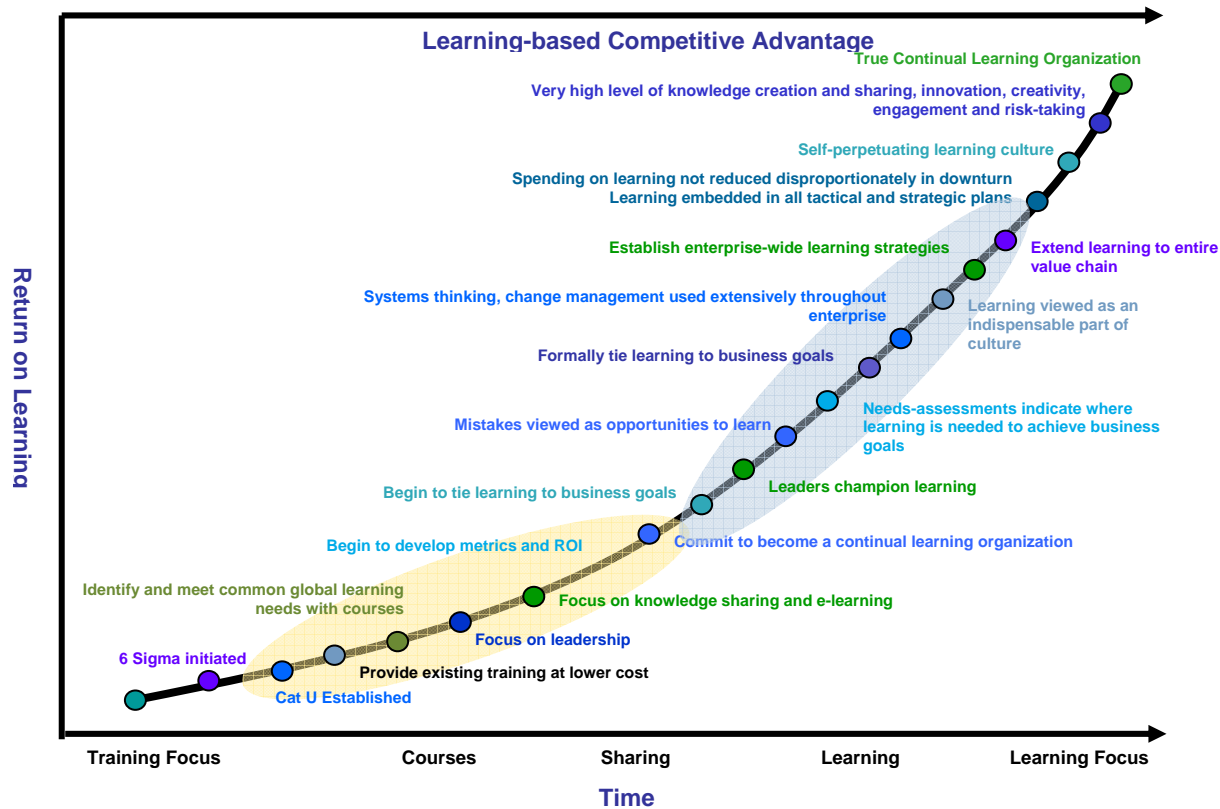 Learning-based Competitive Advantage
True Continual Learning Organization
Very high level of knowledge creation and sharing, innovation, creativity,
engagement and risk-taking
Self-perpetuating learning culture
Spending on learning not reduced disproportionately in downturn
Learning embedded in all tactical and strategic plans
Establish enterprise-wide learning strategies
Extend learning to entire
value chain
Systems thinking, change management used extensively throughout
enterprise
Learning viewed as an
indispensable part of
culture
Formally tie learning to business goals
Mistakes viewed as opportunities to learn
Needs-assessments indicate where
learning is needed to achieve business
goals
Begin to tie learning to business goals
Leaders champion learning
Begin to develop metrics and ROI
Commit to become a continual learning organization
Identify and meet common global learning
needs with courses
Focus on knowledge sharing and e-learning
Focus on leadership
6 Sigma initiated
Provide existing training at lower cost
Cat U Established
Return on Learning
Training Focus
Courses
Sharing
Learning
Learning Focus
Time